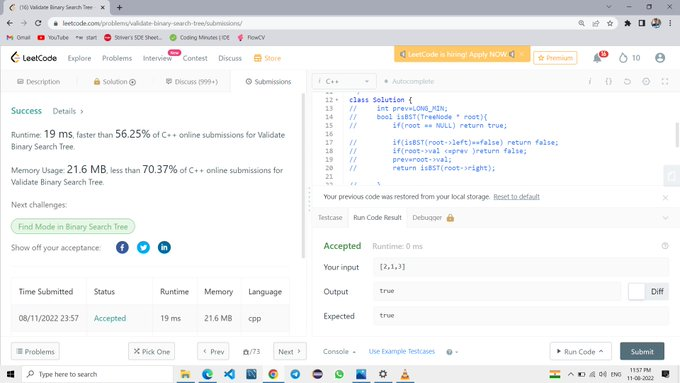 (16) Validate Binary Search Tree -
leetcode.com/problems/validate-binary-search-tree/submissions/
Gmail YouTube start Striver's SDE Sheet... Coding Minutes | IDE FlowCV
LeetCode Explore Problems Interview New Contest Discuss Store
LeetCode is hiring! Apply NOW.
Premium 16 10
Description Solution Discuss (999+) Submissions
i C++ Autocomplete
Success Details
Runtime: 19 ms, faster than 56.25% of C++ online submissions for Validate
Binary Search Tree.
Memory Usage: 21.6 MB, less than 70.37% of C++ online submissions for
Validate Binary Search Tree.
Next challenges:
Find Mode in Binary Search Tree
Show off your acceptance:
Time Submitted Status Runtime Memory Language
08/11/2022 23:57 Accepted 19 ms 21.6 MB cpp
12 class Solution {
13 // int prev=LONG_MIN;
14 // bool isBST(TreeNode * root){
15 // if(root == NULL) return true;
16
17 // if(isBST(root->left)==false) return false;
18 // if(root->val <=prev )return false;
19 // prev=root->val;
20 // return isBST(root->right);
21
22 // }
Your previous code was restored from your local storage. Reset to default
Testcase Run Code Result Debugger
Accepted Runtime: 0 ms
Your input [2,1,3]
Output true Diff
Expected true
Problems Pick One Prev /73 Next
Console Use Example Testcases Run Code Submit
Type here to search
ENG 11:57 PM
11-08-2022